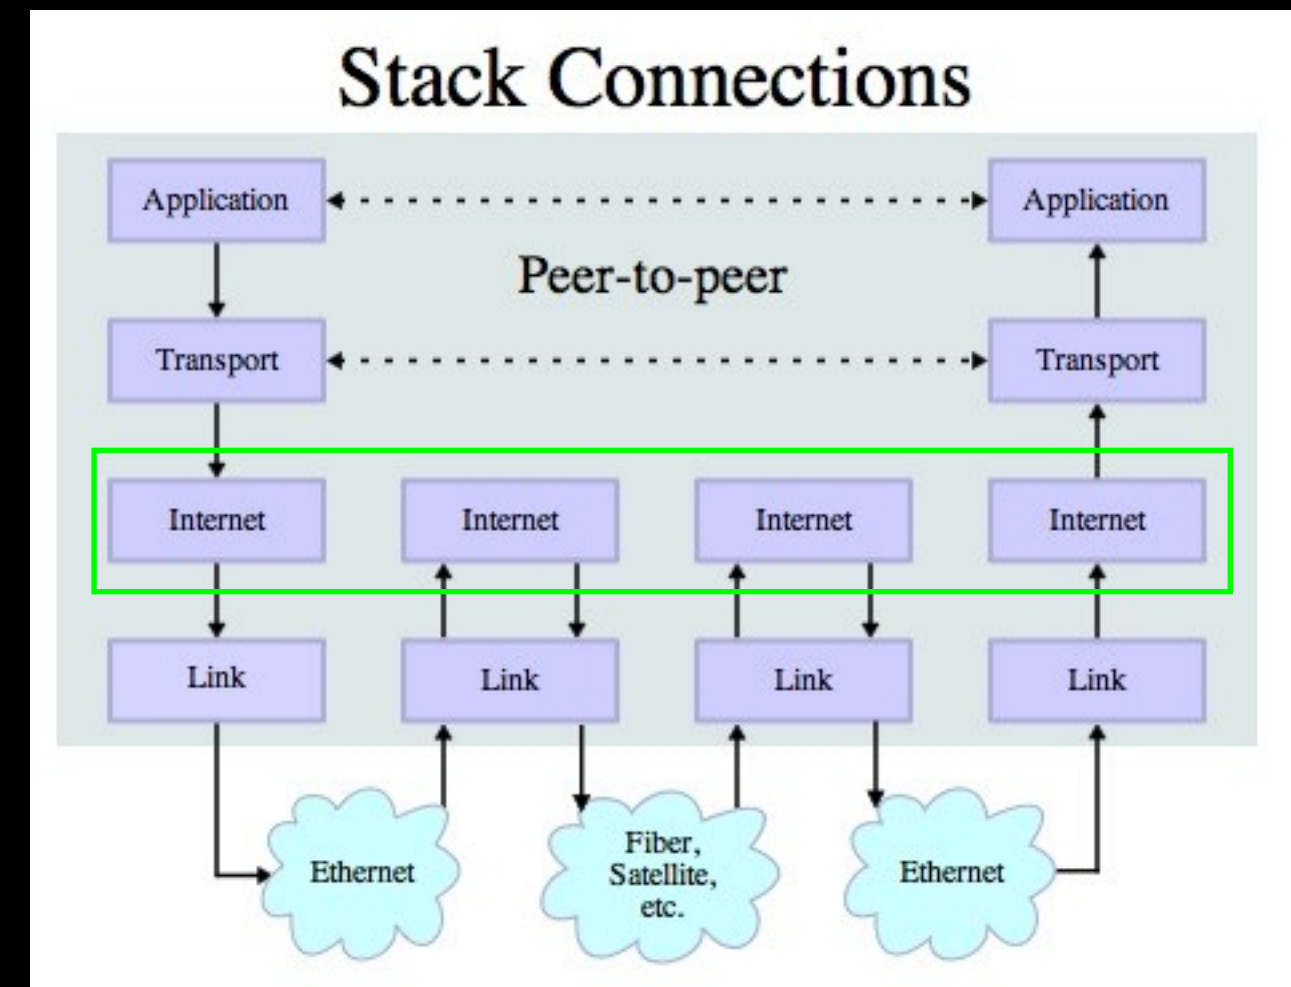 Stack Connections
Application
Application
Peer-to-peer
Transport
Transport
Internet
Internet
Internet
Internet
Link
Link
Link
Link
Ethernet
Fiber,
Satellite,
etc.
Ethernet